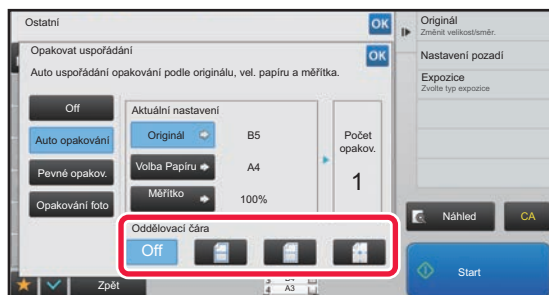 Ostatní
OK
Opakovat uspořádání
OK
Auto uspořádání opakování podle originálu, vel. papíru a měřítka.
Off
Auto opakování
Pevné opakov.
Opakování foto
Aktuální nastavení
Originál
B5
Volba Papíru
A4
Měřítko
100%
Počet
opakov.
1
Oddělovací čára
Off
Zpět
4 A3
Originál
Změnit velikost/směr.
Nastavení pozadí
Expozice
Zvolte typ expozice
Náhled
CA
Start